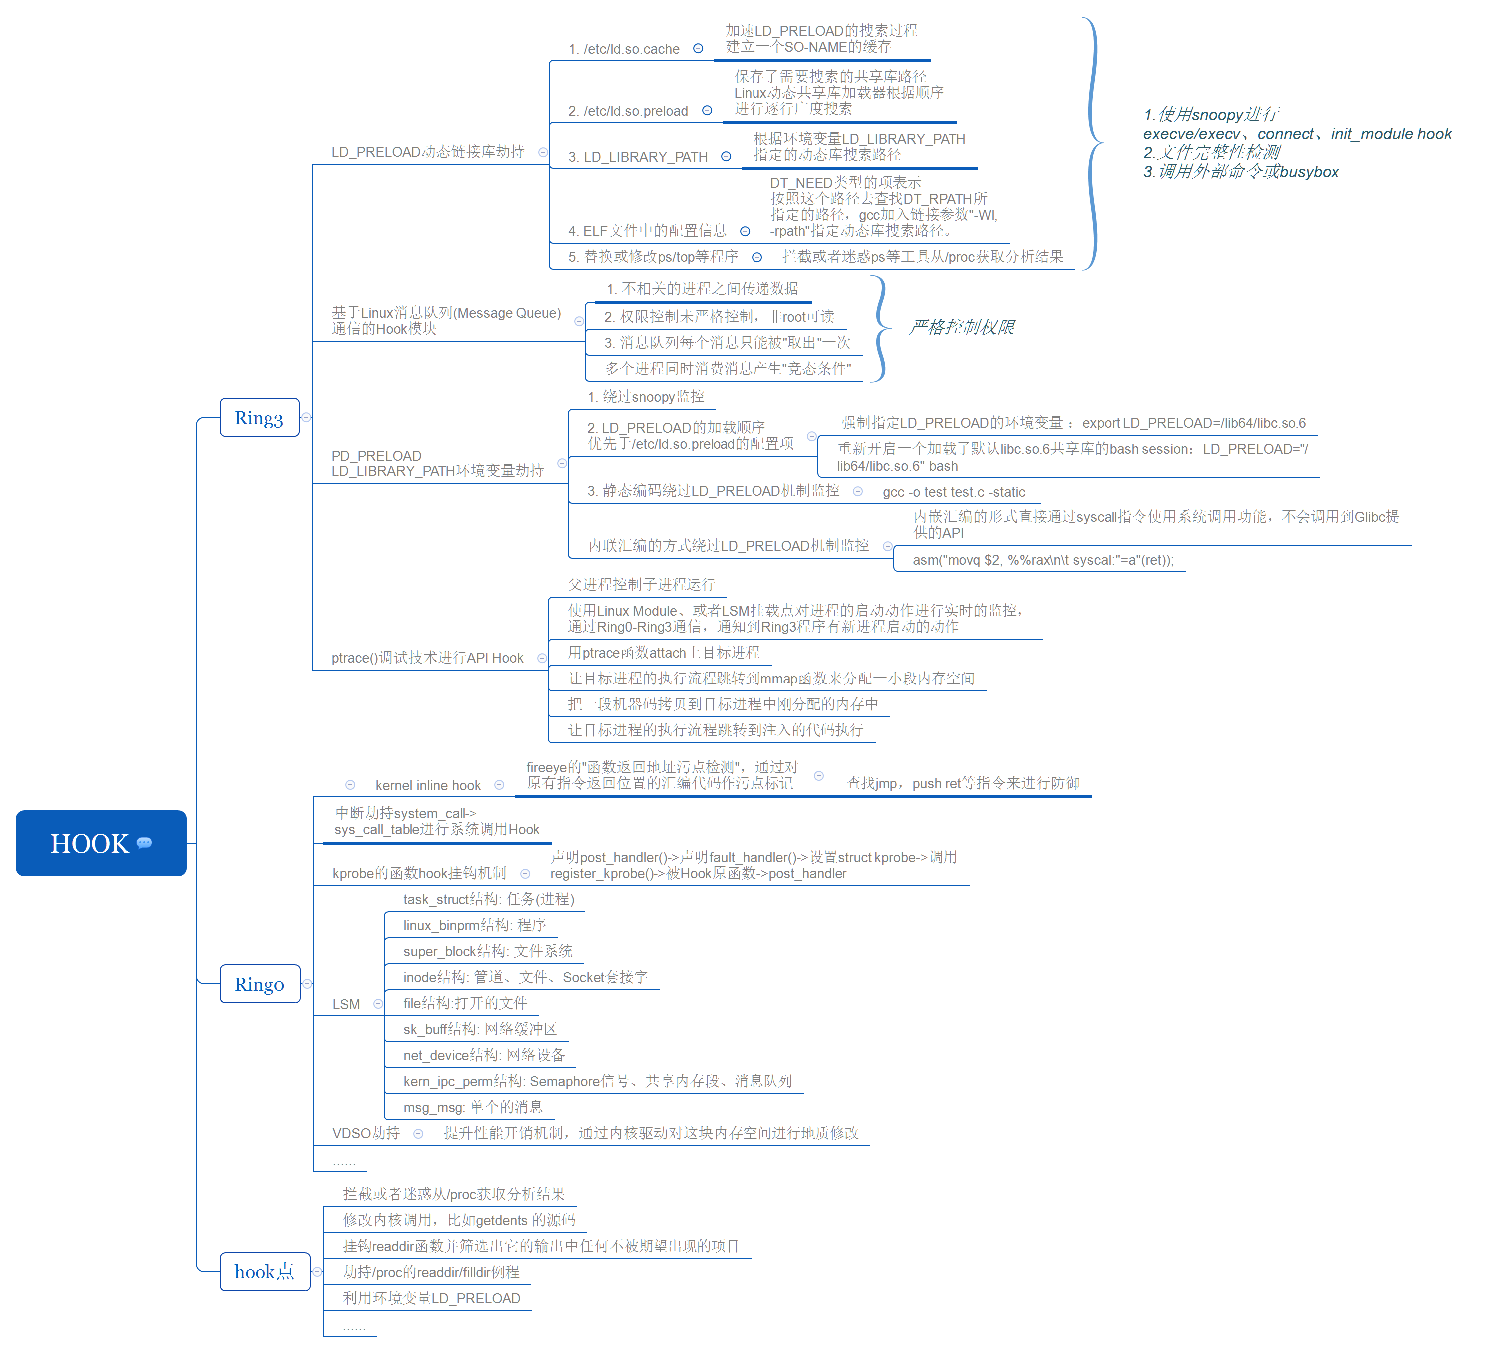 HOOK
Ring3
LD_PRELOAD动态链接库劫持
1. /etc/ld.so.cache
加速LD_PRELOAD的搜索过程
建立一个SO-NAME的缓存
2. /etc/ld.so.preload
保存了需要搜索的共享库路径
Linux动态共享库加载器根据顺序
进行逐行广度搜索
3. LD_LIBRARY_PATH
根据环境变量LD_LIBRARY_PATH
指定的动态库搜索路径
4. ELF文件中的配置信息
DT_NEED类型的项表示
按照这个路径去查找DT_RPATH所
指定的路径，gcc加入链接参数"-Wl,
-rpath"指定动态库搜索路径。
5. 替换或修改ps/top等程序
拦截或者迷惑ps等工具从/proc获取分析结果
1.使用snoopy进行
execve/execv、connect、init_module hook
2.文件完整性检测
3.调用外部命令或busybox
基于Linux消息队列(Message Queue)
通信的Hook模块
1. 不相关的进程之间传递数据
2. 权限控制未严格控制，非root可读
3. 消息队列每个消息只能被"取出"一次
多个进程同时消费消息产生"竞态条件"
严格控制权限
PD_PRELOAD
LD_LIBRARY_PATH环境变量劫持
1. 绕过snoopy监控
2. LD_PRELOAD的加载顺序
优先于/etc/ld.so.preload的配置项
强制指定LD_PRELOAD的环境变量：export LD_PRELOAD=/lib64/libc.so.6
重新开启一个加载了默认libc.so.6共享库的bash session：LD_PRELOAD="/
lib64/libc.so.6" bash
3. 静态编码绕过LD_PRELOAD机制监控
gcc -o test test.c -static
内联汇编的方式绕过LD_PRELOAD机制监控
内嵌汇编的形式直接通过syscall指令使用系统调用功能，不会调用到Glibc提
供的API
asm("movq $2, %%rax\n\t syscal:"=a"(ret));
ptrace()调试技术进行API Hook
父进程控制子进程运行
使用Linux Module、或者LSM挂载点对进程的启动动作进行实时的监控，
通过Ring0-Ring3通信，通知到Ring3程序有新进程启动的动作
用ptrace函数attach上目标进程
让目标进程的执行流程跳转到mmap函数来分配一小段内存空间
把一段机器码拷贝到目标进程中刚分配的内存中
让目标进程的执行流程跳转到注入的代码执行
Ring0
kernel inline hook
fireeye的"函数返回地址污点检测"，通过对
原有指令返回位置的汇编代码作污点标记
查找jmp，push ret等指令来进行防御
中断劫持system_call->
sys_call_table进行系统调用Hook
kprobe的函数hook挂钩机制
声明post_handler()->声明fault_handler()->设置struct kprobe->调用
register_kprobe()->被Hook原函数->post_handler
LSM
task_struct结构: 任务(进程)
linux_binprm结构: 程序
super_block结构: 文件系统
inode结构: 管道、文件、Socket套接字
file结构:打开的文件
sk_buff结构: 网络缓冲区
net_device结构: 网络设备
kern_ipc_perm结构: Semaphore信号、共享内存段、消息队列
msg_msg: 单个的消息
VDSO劫持
提升性能开销机制，通过内核驱动对这块内存空间进行地质修改
......
hook点
拦截或者迷惑从/proc获取分析结果
修改内核调用，比如getdents 的源码
挂钩readdir函数并筛选出它的输出中任何不被期望出现的项目
劫持/proc的readdir/filldir例程
利用环境变量LD_PRELOAD
......